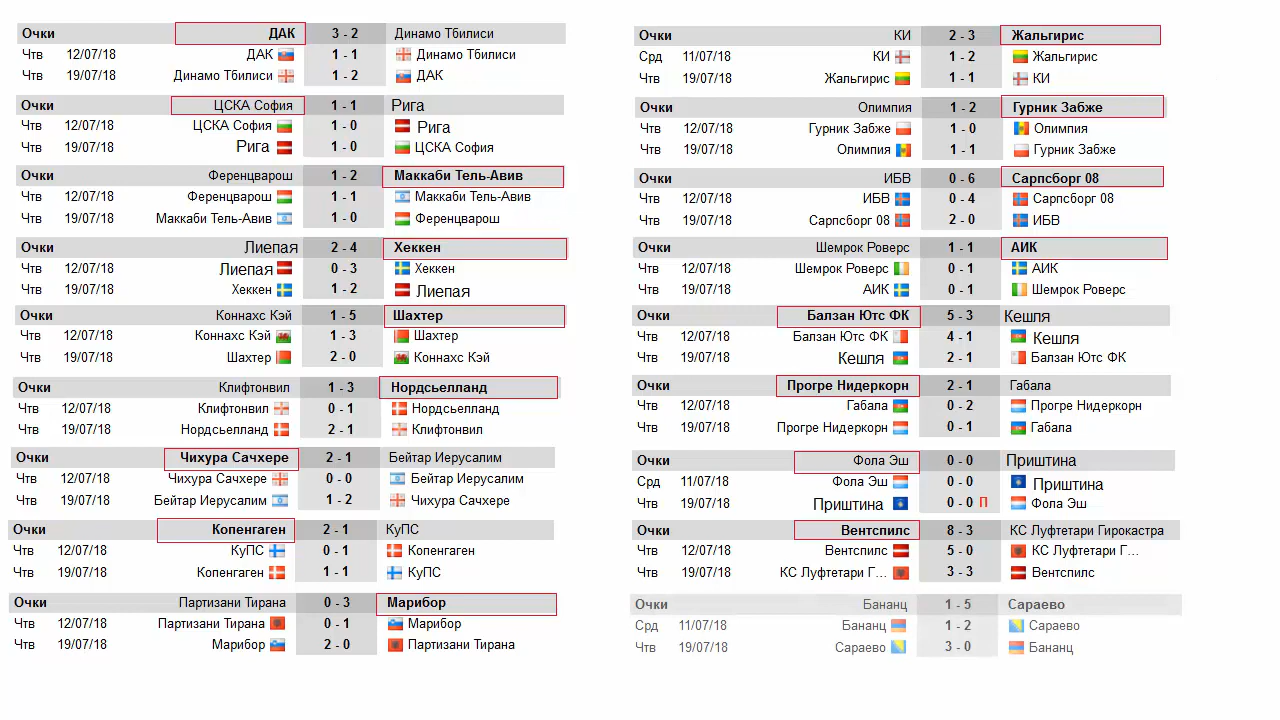 Очки ДАК 3 - 2 Динамо Тбилиси
Чтв 12/07/18 ДАК 1 - 1 Динамо Тбилиси
Чтв 19/07/18 Динамо Тбилиси 1 - 2 ДАК
Очки ЦСКА София 1 - 1 Рига
Чтв 12/07/18 ЦСКА София 1 - 0 Рига
Чтв 19/07/18 Рига 1 - 0 ЦСКА София
Очки Ференцварош 1 - 2 Маккаби Тель-Авив
Чтв 12/07/18 Ференцварош 1 - 1 Маккаби Тель-Авив
Чтв 19/07/18 Маккаби Тель-Авив 1 - 0 Ференцварош
Очки Лиепая 2 - 4 Хеккен
Чтв 12/07/18 Лиепая 0 - 3 Хеккен
Чтв 19/07/18 Хеккен 1 - 2 Лиепая
Очки Коннахс Кэй 1 - 5 Шахтер
Чтв 12/07/18 Коннахс Кэй 1 - 3 Шахтер
Чтв 19/07/18 Шахтер 2 - 0 Коннахс Кэй
Очки Клифтонвил 1 - 3 Нордсьелланд
Чтв 12/07/18 Клифтонвил 0 - 1 Нордсьелланд
Чтв 19/07/18 Нордсьелланд 2 - 1 Клифтонвил
Очки Чихура Сачхере 2 - 1 Бейтар Иерусалим
Чтв 12/07/18 Чихура Сачхере 0 - 0 Бейтар Иерусалим
Чтв 19/07/18 Бейтар Иерусалим 1 - 2 Чихура Сачхере
Очки Копенгаген 2 - 1 КуПС
Чтв 12/07/18 КуПС 0 - 1 Копенгаген
Чтв 19/07/18 Копенгаген 1 - 1 КуПС
Очки Партизани Тирана 0 - 3 Марибор
Чтв 12/07/18 Партизани Тирана 0 - 1 Марибор
Чтв 19/07/18 Марибор 2 - 0 Партизани Тирана
Очки КИ 2 - 3 Жальгирис
Срд 11/07/18 КИ 1 - 2 Жальгирис
Чтв 19/07/18 Жальгирис 1 - 1 КИ
Очки Олимпия 1 - 2 Гурник Забже
Чтв 12/07/18 Гурник Забже 1 - 0 Олимпия
Чтв 19/07/18 Олимпия 1 - 1 Гурник Забже
Очки ИБВ 0 - 6 Сарпсборг 08
Чтв 12/07/18 ИБВ 0 - 4 Сарпсборг 08
Чтв 19/07/18 Сарпсборг 08 2 - 0 ИБВ
Очки Шемрок Роверс 1 - 1 АИК
Чтв 12/07/18 Шемрок Роверс 0 - 1 АИК
Чтв 19/07/18 АИК 0 - 1 Шемрок Роверс
Очки Балзан Ютс ФК 5 - 3 Кешля
Чтв 12/07/18 Балзан Ютс ФК 4 - 1 Кешля
Чтв 19/07/18 Кешля 2 - 1 Балзан Ютс ФК
Очки Прогре Нидеркорн 2 - 1 Габала
Чтв 12/07/18 Габала 0 - 2 Прогре Нидеркорн
Чтв 19/07/18 Прогре Нидеркорн 0 - 1 Габала
Очки Фола Эш 0 - 0 Приштина
Срд 11/07/18 Фола Эш 0 - 0 Приштина
Чтв 19/07/18 Приштина 0 - 0 П Фола Эш
Очки Вентспилс 8 - 3 КС Луфтетари Гирокастра
Чтв 12/07/18 Вентспилс 5 - 0 КС Луфтетари Г...
Чтв 19/07/18 КС Луфтетари Г... 3 - 3 Вентспилс
Очки Бананц 1 - 5 Сараево
Срд 11/07/18 Бананц 1 - 2 Сараево
Чтв 19/07/18 Сараево 3 - 0 Бананц